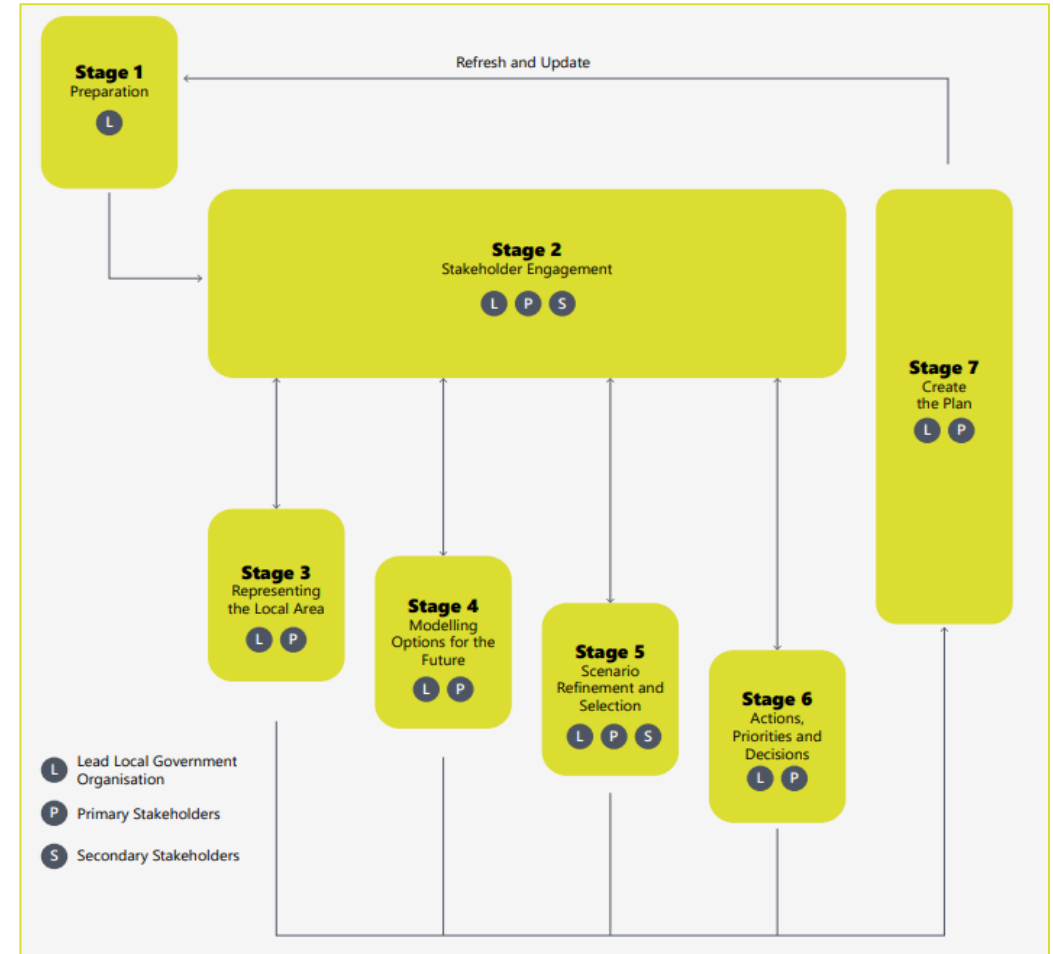 Refresh and Update
Stage 1
Preparation
L
Stage 2
Stakeholder Engagement
L P S
Stage 7
Create
the Plan
L P
Stage 3
Representing
the Local Area
L P
Stage 4
Modelling
Options for the
Future
L P
Stage 5
Scenario
Refinement and
Selection
L P S
Stage 6
Actions,
Priorities and
Decisions
L P
L Lead Local Government
Organisation
P Primary Stakeholders
S Secondary Stakeholders